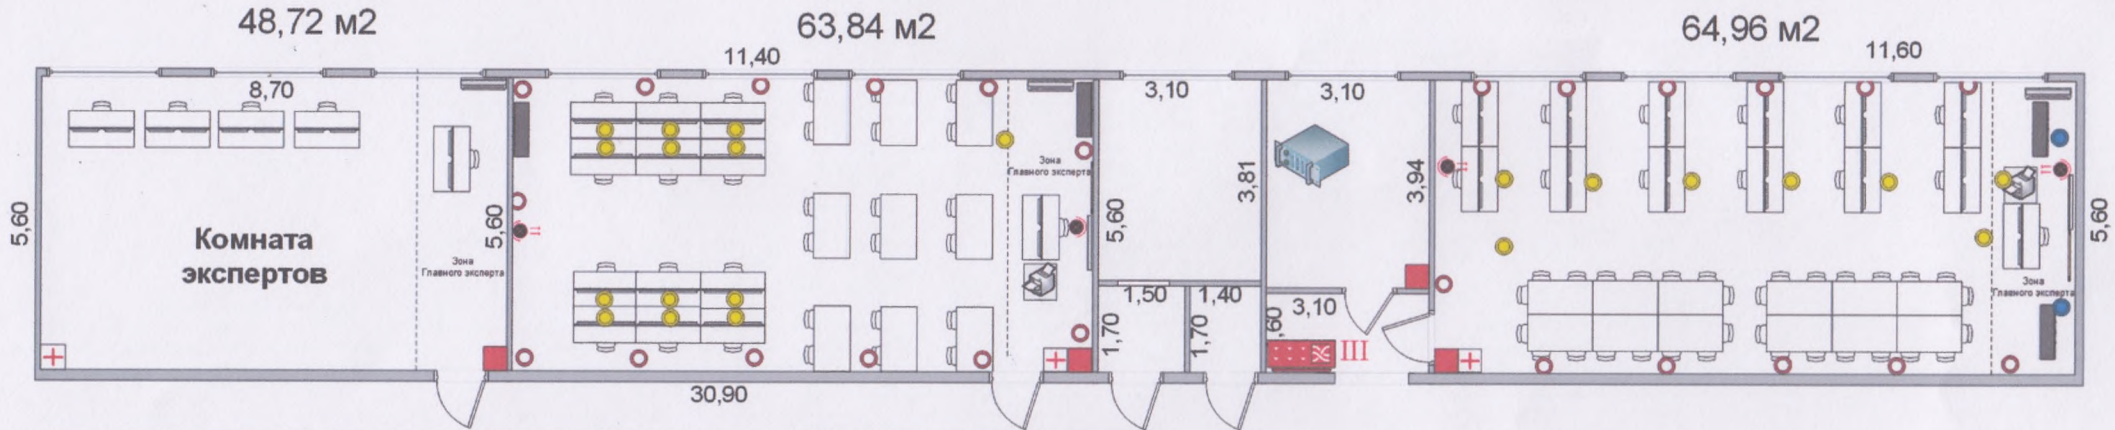 48,72 м2
63,84 м2
64,96 м2
11,40
11,60
8,70
3,10
3,10
5,60
Комната
экспертов
5,60
Зона
Главного эксперта
Зона
Главного эксперта
5,60
3,81
3,94
5,60
Зона
Главного эксперта
1,50
1,40
3,10
1,70
1,70
,60
III
30,90